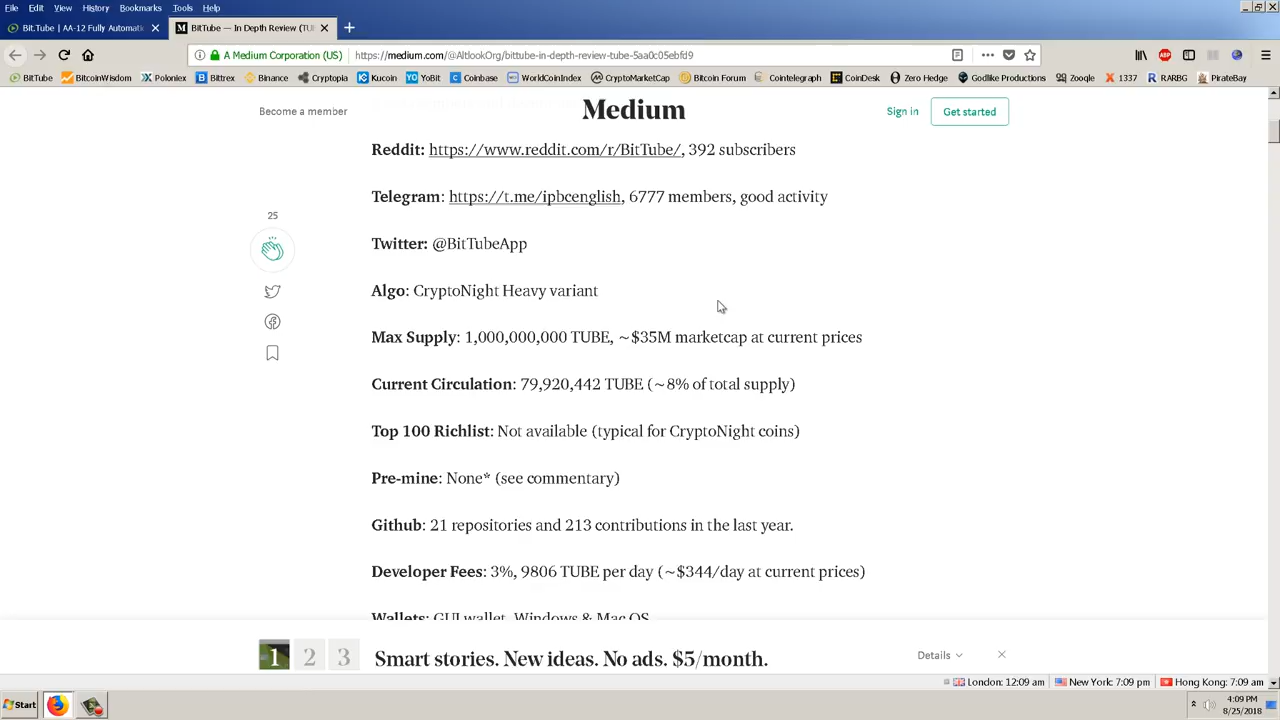 File Edit View History Bookmarks Tools Help
Bit.Tube | AA-12 Fully Automati
BitTube — In Depth Review (TU
A Medium Corporation (US)
https://medium.com/@AltlookOrg/bittube-in-depth-review-tube-5aa0c05ebfd9
BitTube BitcoinWisdom Poloniex Bittrex Binance Cryptopia Kucoin YoBit Coinbase WorldCoinIndex CryptoMarketCap Bitcoin Forum Cointelegraph CoinDesk Zero Hedge Godlike Productions Zooqle 1337 RARBG PirateBay
Become a member
Medium
Sign in
Get started
Reddit: https://www.reddit.com/r/BitTube/, 392 subscribers
Telegram: https://t.me/ipbcenglish, 6777 members, good activity
25
Twitter: @BitTubeApp
Algo: CryptoNight Heavy variant
Max Supply: 1,000,000,000 TUBE, ~$35M marketcap at current prices
Current Circulation: 79,920,442 TUBE (~8% of total supply)
Top 100 Richlist: Not available (typical for CryptoNight coins)
Pre-mine: None* (see commentary)
Github: 21 repositories and 213 contributions in the last year.
Developer Fees: 3%, 9806 TUBE per day (~$344/day at current prices)
Wallets: GUI wallet, Windows & Mac OS
1 2 3 Smart stories. New ideas. No ads. $5/month.
Details
London: 12:09 am New York: 7:09 pm Hong Kong: 7:09 am
Start
4:09 PM
8/25/2018